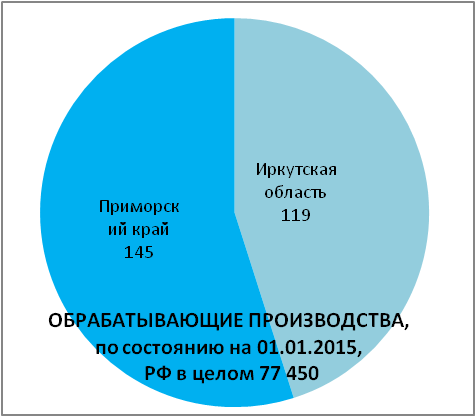 Иркутская
область
119
Приморск
ий край
145
ОБРАБАТЫВАЮЩИЕ ПРОИЗВОДСТВА,
по состоянию на 01.01.2015,
РФ в целом 77 450